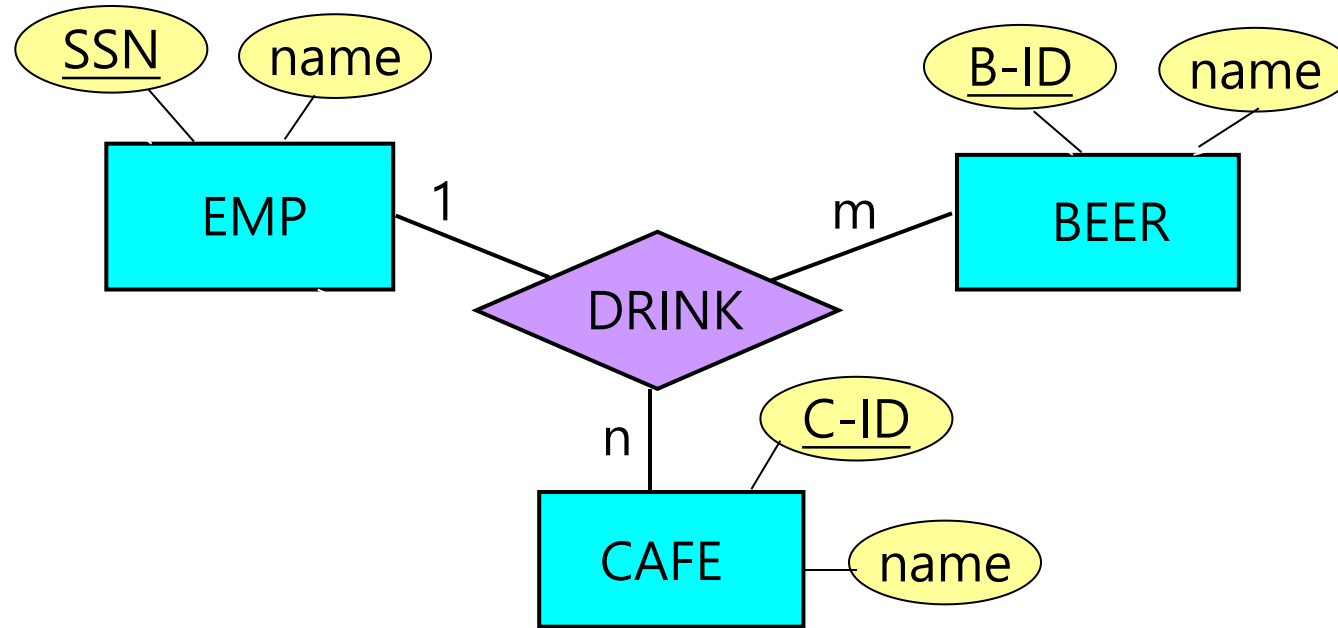 SSN
name
B-ID
name
EMP
1
m
BEER
DRINK
C-ID
n
CAFE
name